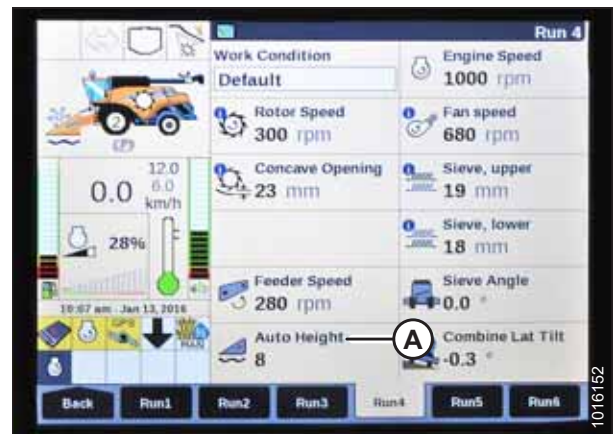 Run 4
Work Condition
Default
Engine Speed
1000 rpm
Rotor Speed
300 rpm
Fan speed
680 rpm
Concave Opening
23 mm
Sieve, upper
19 mm
Sieve, lower
18 mm
Feeder Speed
280 rpm
Sieve Angle
0.0 °
Auto Height
8
A
Combine Lat Tilt
-0.3 °
2
(P)
12.0
0.0
6.0
km/h
28%
10:07 am Jan 13, 2016
GPS
MAN
Back
Run1
Run2
Run3
Run4
Run5
Run6
1016152